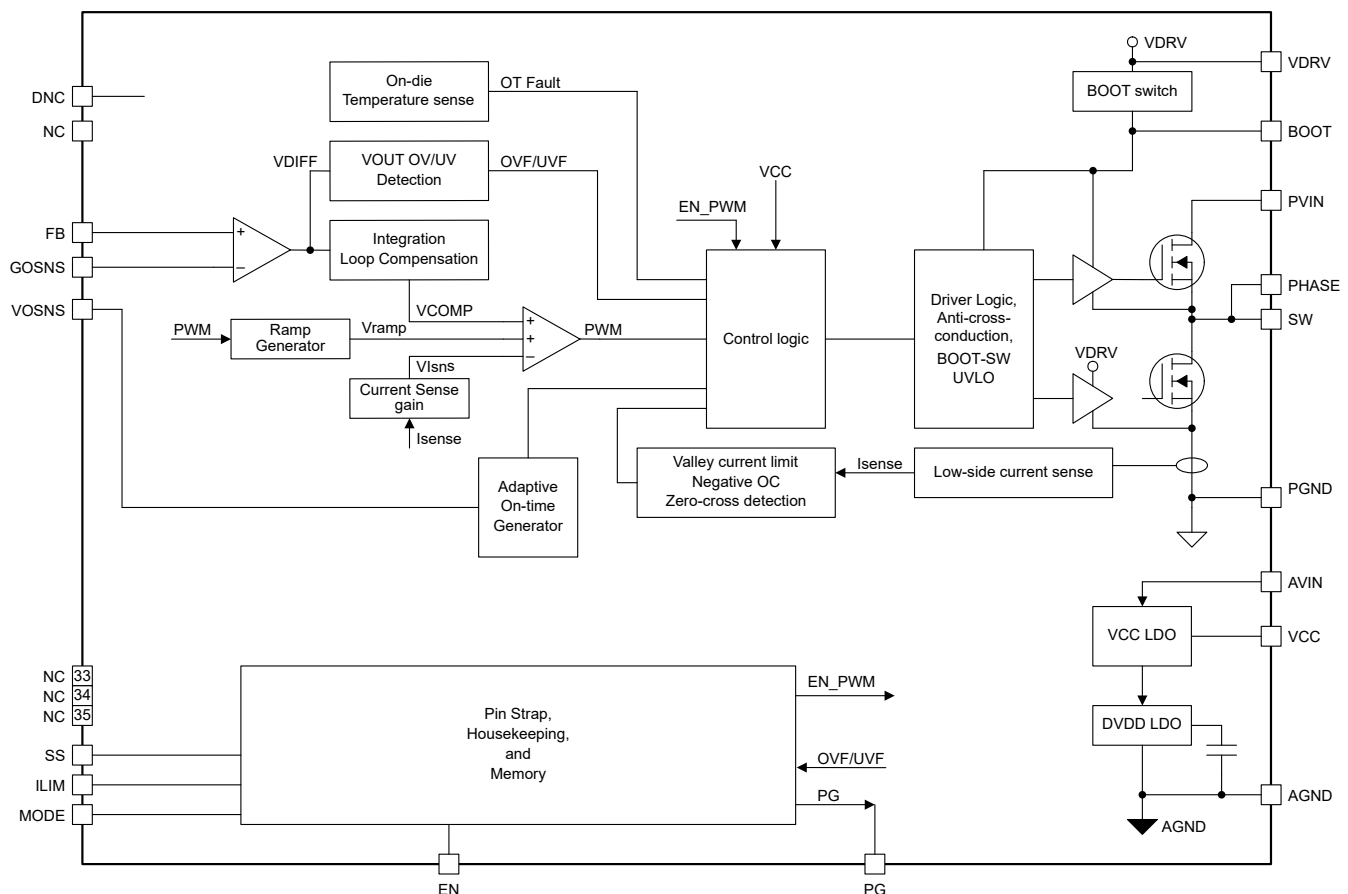 VDRV
VDRV
On-die
Temperature sense
OT Fault
BOOT switch
DNC
NC
BOOT
VDIFF
VOUT OV/UV
Detection
OVF/UVF
VCC
EN_PWM
PVIN
FB
+
−
Integration
Loop Compensation
GOSNS
VOSNS
PHASE
SW
VCOMP
PWM
Ramp
Generator
Vramp
+
+
−
PWM
Control logic
Driver Logic,
Anti-cross-
conduction,
BOOT-SW
UVLO
VDRV
VIsns
Current Sense
gain
Isense
Valley current limit
Negative OC
Zero-cross detection
Isense
Low-side current sense
Adaptive
On-time
Generator
PGND
AVIN
VCC LDO
VCC
NC 33
NC 34
NC 35
EN_PWM
Pin Strap,
Housekeeping,
and
Memory
DVDD LDO
SS
OVF/UVF
ILIM
PG
MODE
AGND
AGND
EN
PG